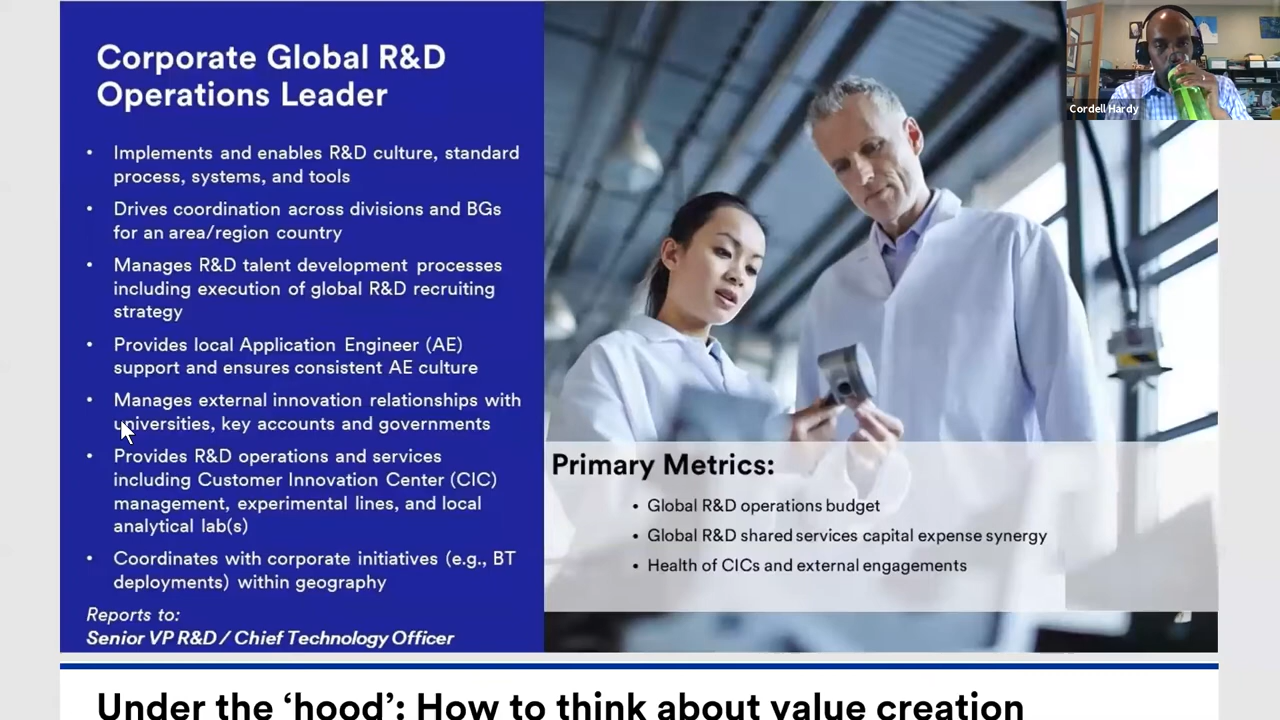 Corporate Global R&D
Operations Leader
• Implements and enables R&D culture, standard
process, systems, and tools
• Drives coordination across divisions and BGs
for an area/region country
• Manages R&D talent development processes
including execution of global R&D recruiting
strategy
• Provides local Application Engineer (AE)
support and ensures consistent AE culture
• Manages external innovation relationships with
universities, key accounts and governments
• Provides R&D operations and services
including Customer Innovation Center (CIC)
management, experimental lines, and local
analytical lab(s)
• Coordinates with corporate initiatives (e.g., BT
deployments) within geography
Reports to:
Senior VP R&D / Chief Technology Officer
Cordell Hardy
Primary Metrics:
• Global R&D operations budget
• Global R&D shared services capital expense synergy
• Health of CICs and external engagements
Under the ‘hood’: How to think about value creation